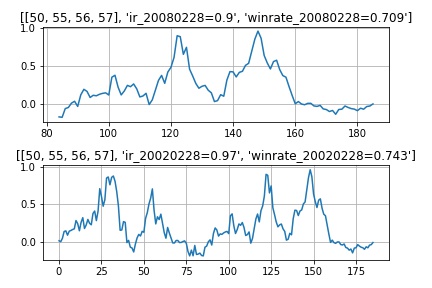 [[50, 55, 56, 57], 'ir_20080228=0.9', 'winrate_20080228=0.709']
1.0
0.5
0.0
80 100 120 140 160 180
[[50, 55, 56, 57], 'ir_20020228=0.97', 'winrate_20020228=0.743']
1.0
0.5
0.0
0 25 50 75 100 125 150 175